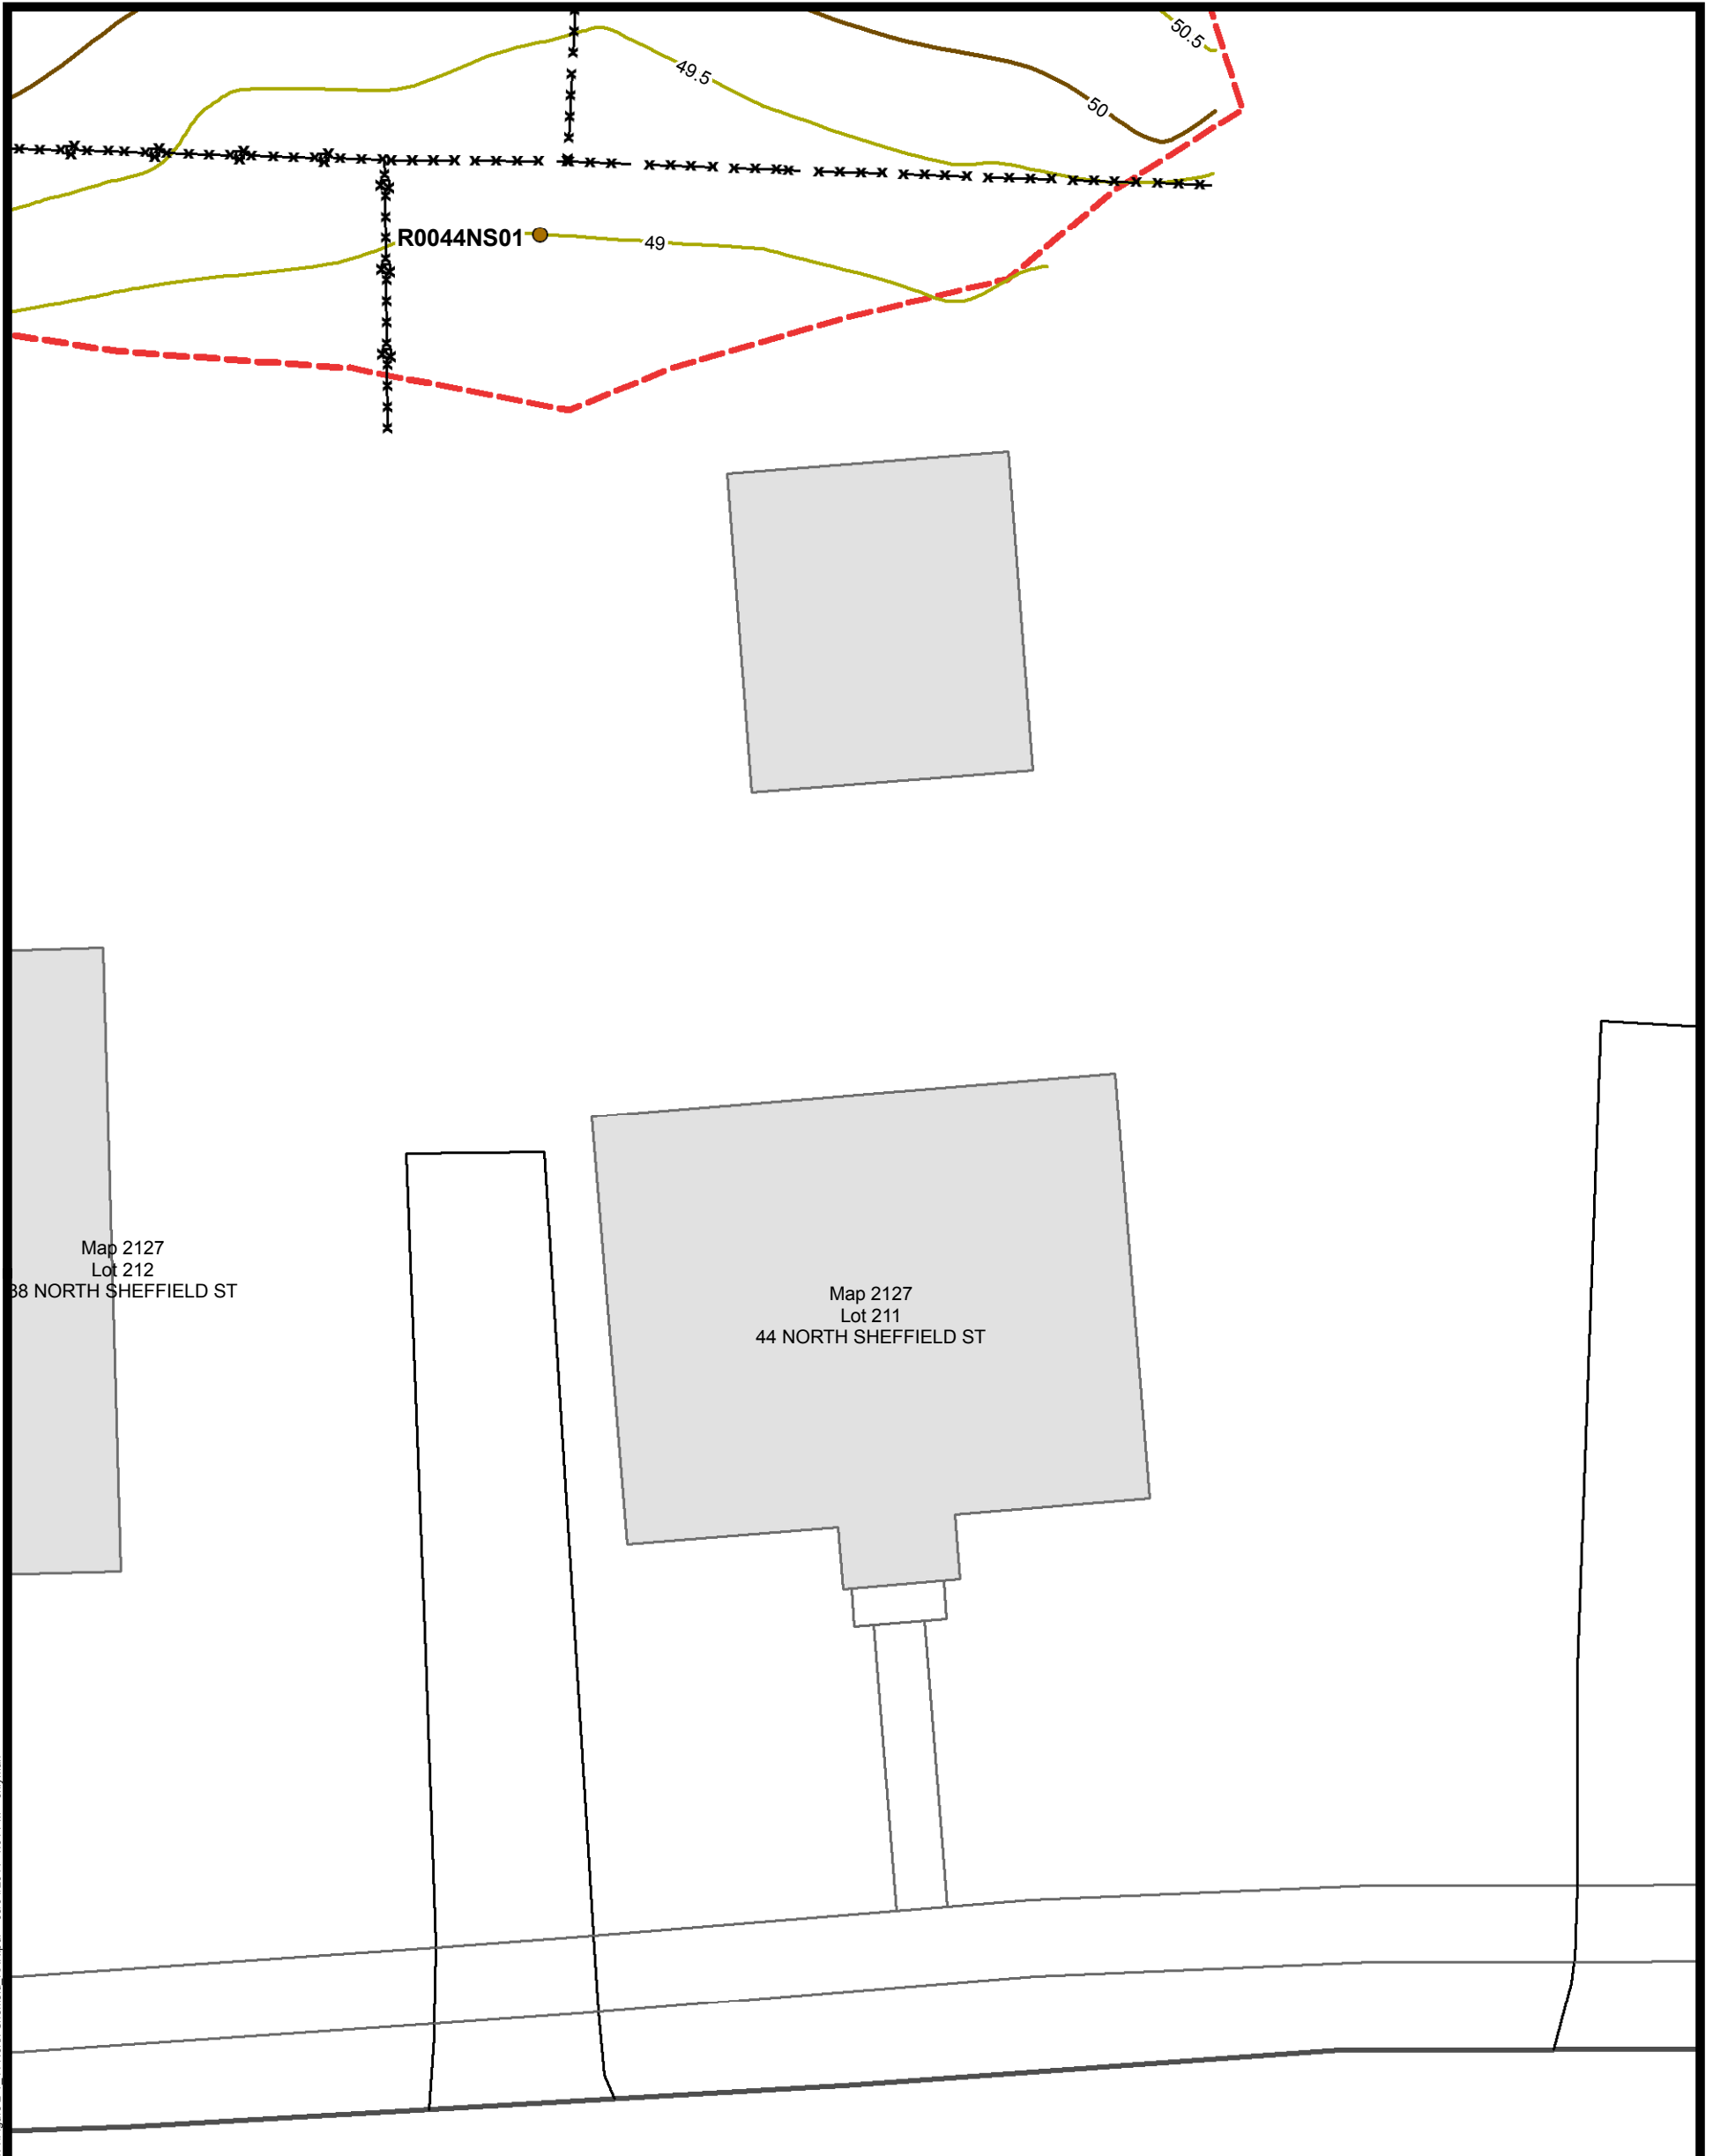 50.5
49.5
50
R0044NS01
49
Map 2127
Lot 212
38 NORTH SHEFFIELD ST
Map 2127
Lot 211
44 NORTH SHEFFIELD ST